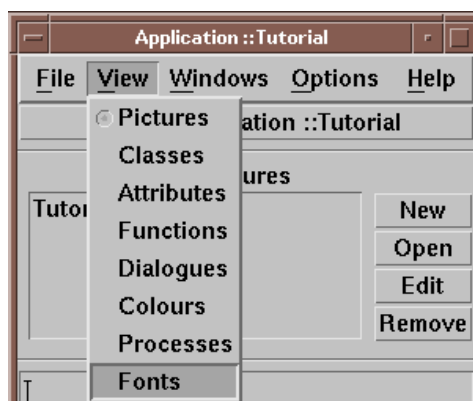 Application ::Tutorial
File View Windows Options Help
Pictures
ation ::Tutorial
Classes
ures
Attributes
Tutor
New
Functions
Open
Dialogues
Edit
Colours
Remove
Processes
Fonts